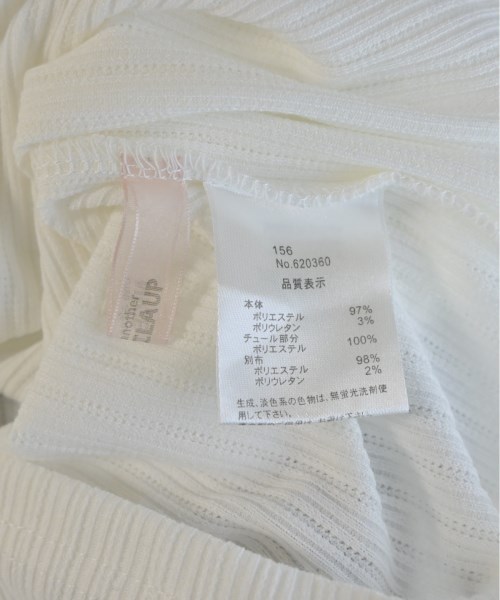 156
No.620360
品質表示
本体
ポリエステル 97%
ポリウレタン 3%
チュール部分
ポリエステル 100%
別布
ポリエステル 98%
ポリウレタン 2%
生成、淡色系の色物は、無蛍光洗剤使
用して下さい。
another